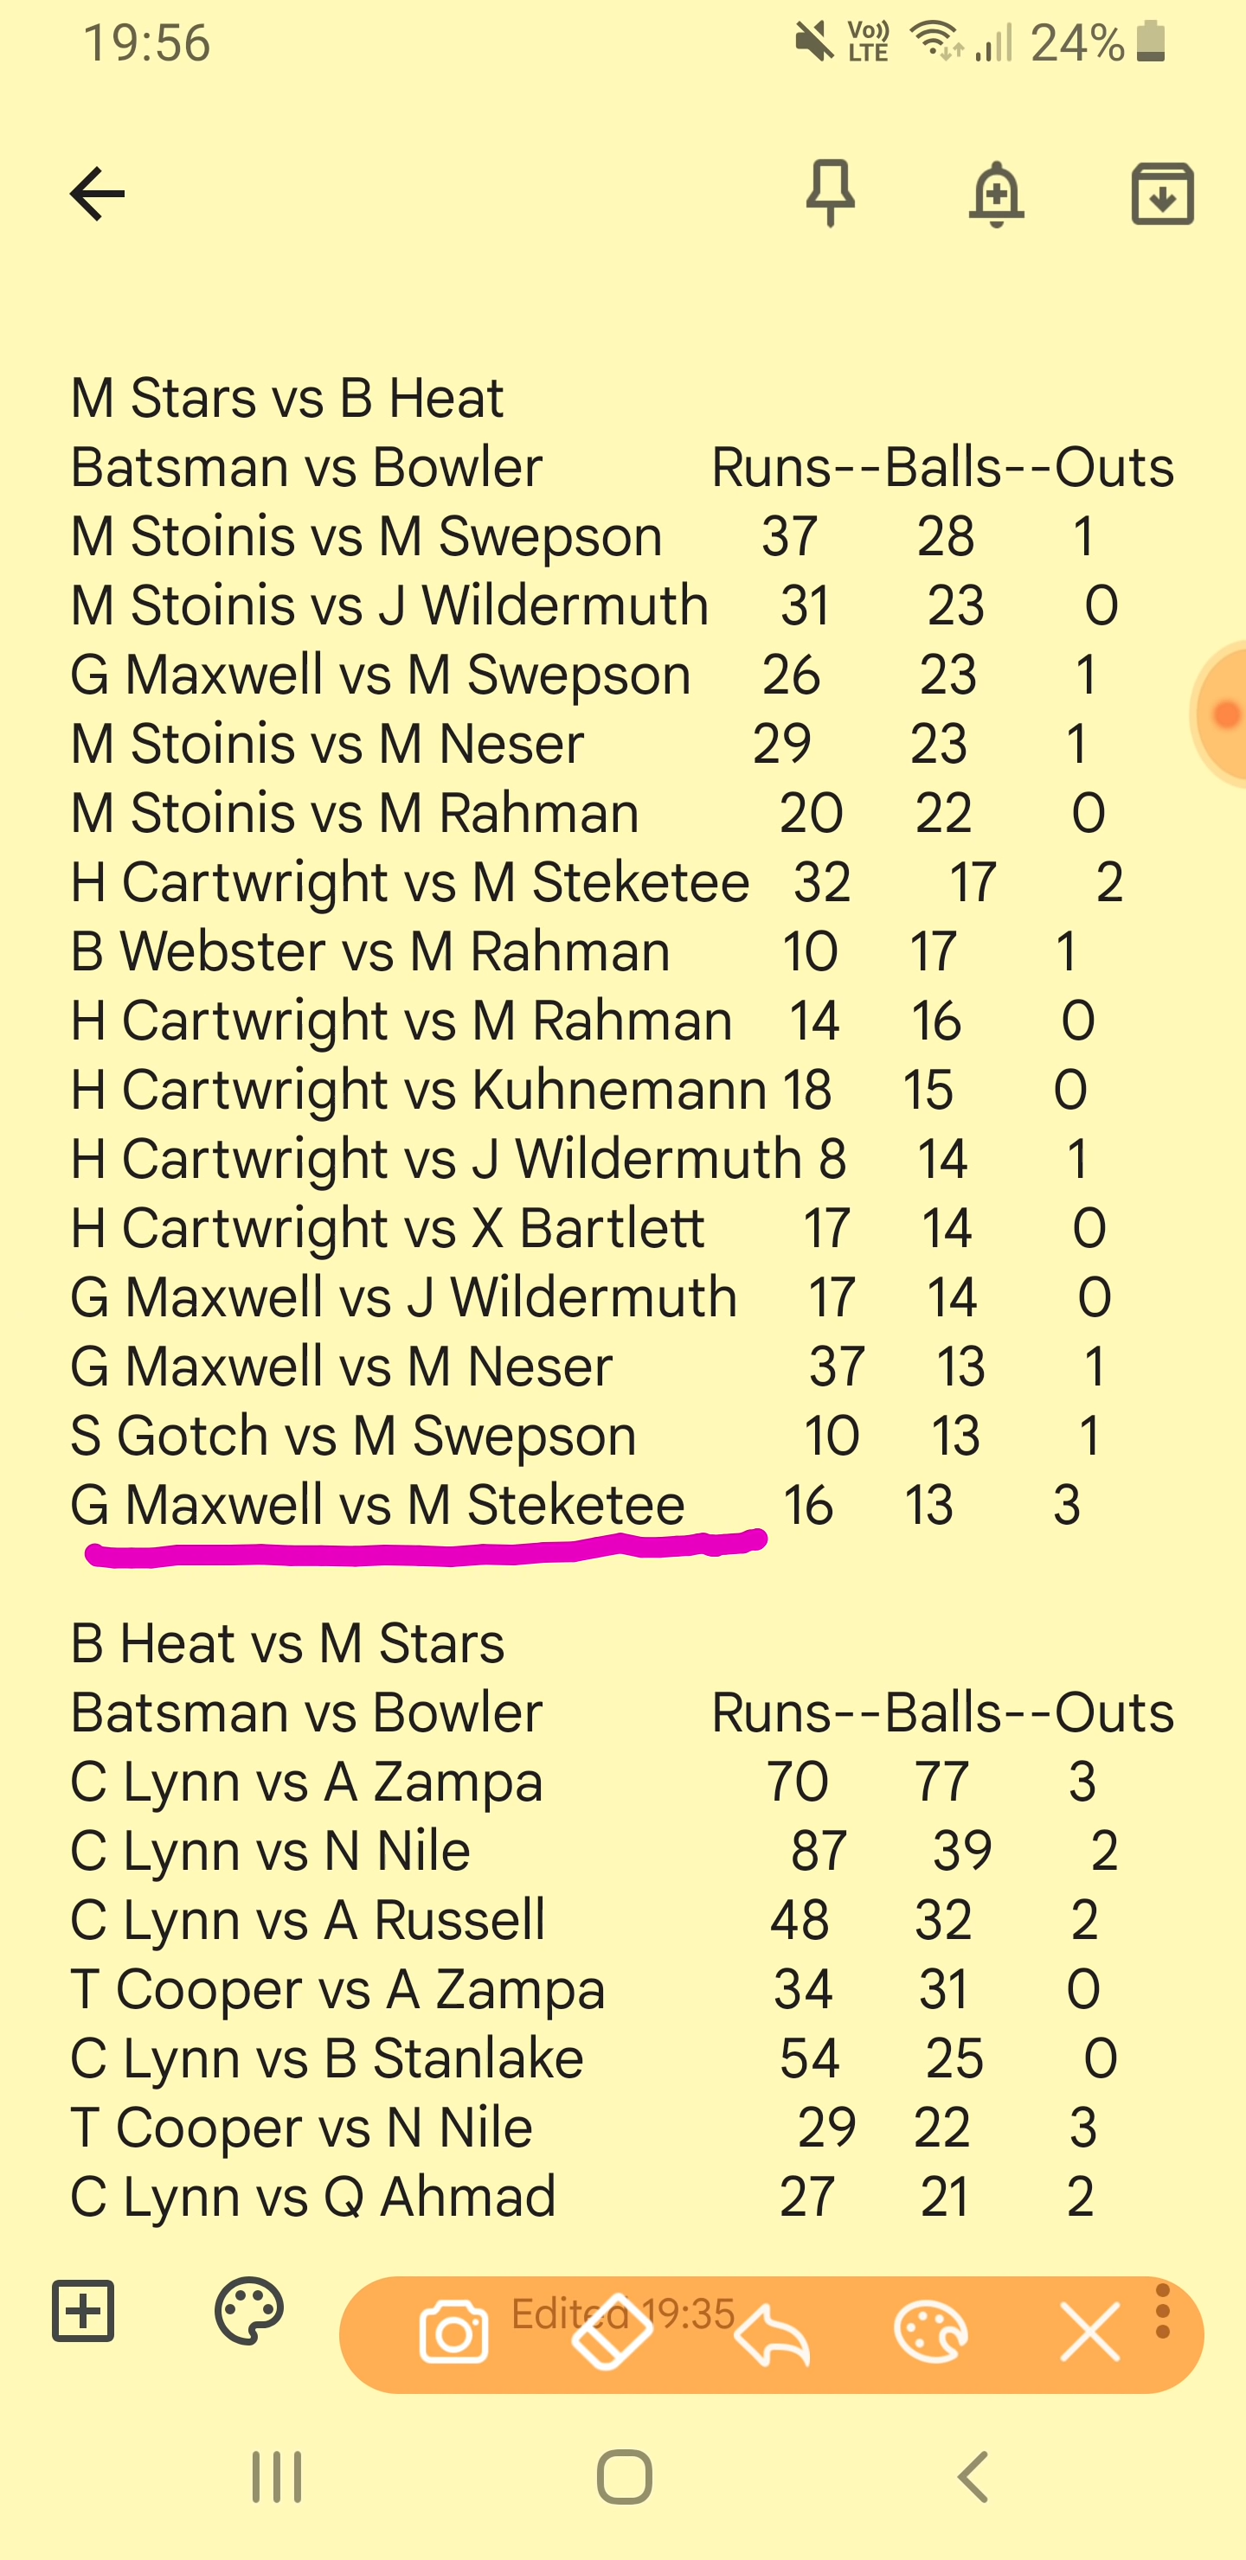 19:56 Vo)) LTE 24%
M Stars vs B Heat
Batsman vs Bowler Runs--Balls--Outs
M Stoinis vs M Swepson 37 28 1
M Stoinis vs J Wildermuth 31 23 0
G Maxwell vs M Swepson 26 23 1
M Stoinis vs M Neser 29 23 1
M Stoinis vs M Rahman 20 22 0
H Cartwright vs M Steketee 32 17 2
B Webster vs M Rahman 10 17 1
H Cartwright vs M Rahman 14 16 0
H Cartwright vs Kuhnemann 18 15 0
H Cartwright vs J Wildermuth 8 14 1
H Cartwright vs X Bartlett 17 14 0
G Maxwell vs J Wildermuth 17 14 0
G Maxwell vs M Neser 37 13 1
S Gotch vs M Swepson 10 13 1
G Maxwell vs M Steketee 16 13 3
B Heat vs M Stars
Batsman vs Bowler Runs--Balls--Outs
C Lynn vs A Zampa 70 77 3
C Lynn vs N Nile 87 39 2
C Lynn vs A Russell 48 32 2
T Cooper vs A Zampa 34 31 0
C Lynn vs B Stanlake 54 25 0
T Cooper vs N Nile 29 22 3
C Lynn vs Q Ahmad 27 21 2
Edited 19:35